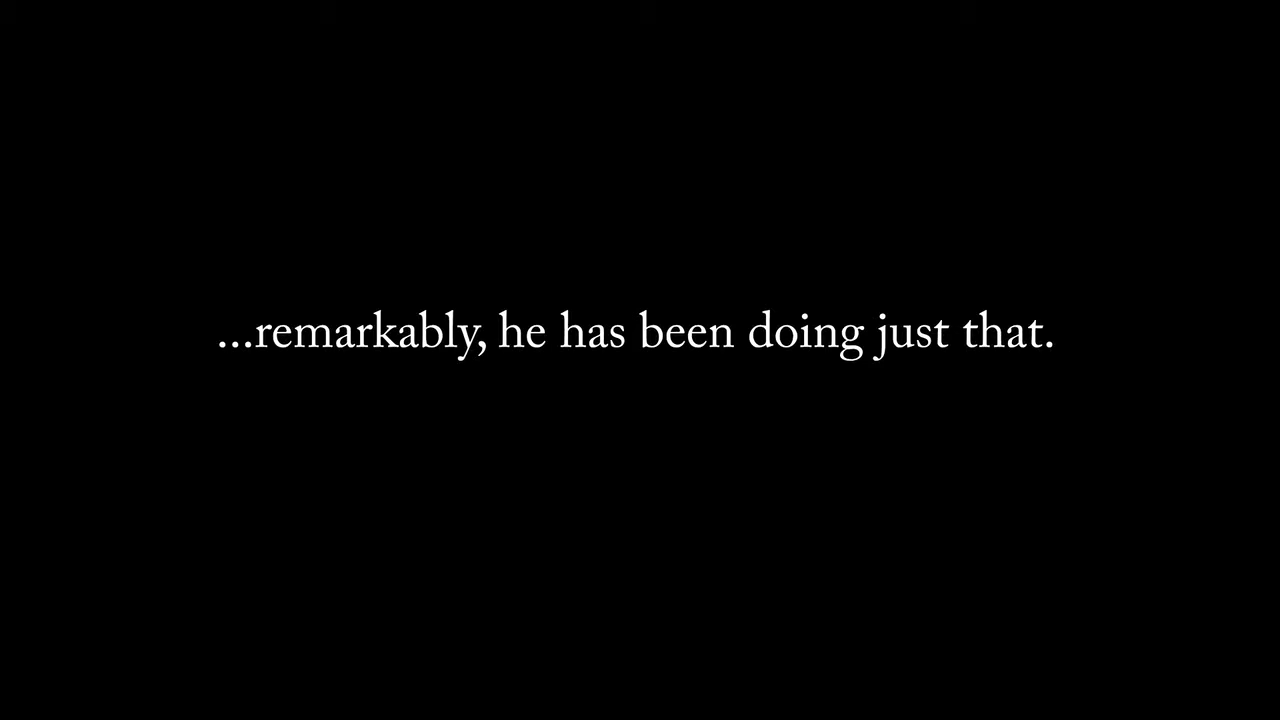 ...remarkably, he has been doing just that.